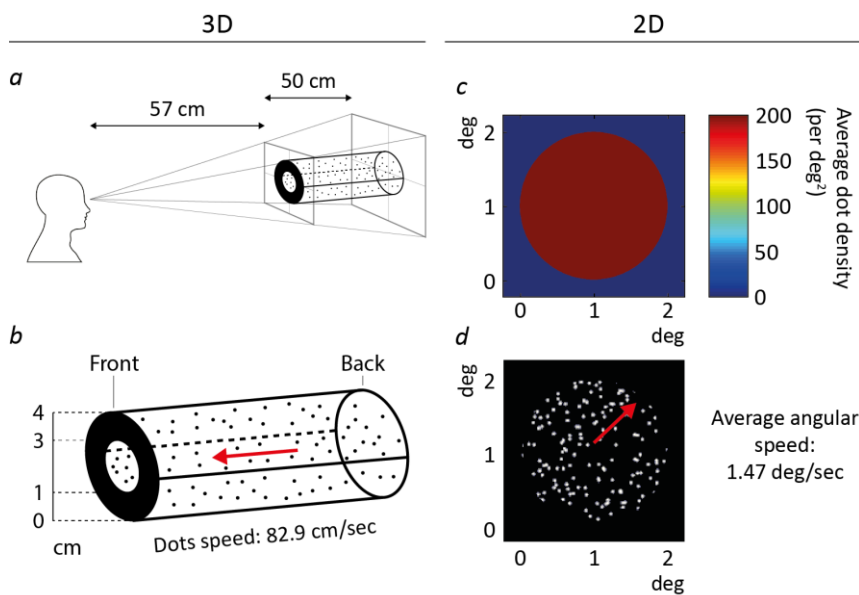 3D
2D
a
50 cm
57 cm
b
Front
Back
4
3
1
0
cm
Dots speed: 82.9 cm/sec
c
deg
2
1
0
0
1
2
deg
200
150
100
50
0
Average dot density
(per deg²)
d
deg
2
1
0
0
1
2
deg
Average angular
speed:
1.47 deg/sec